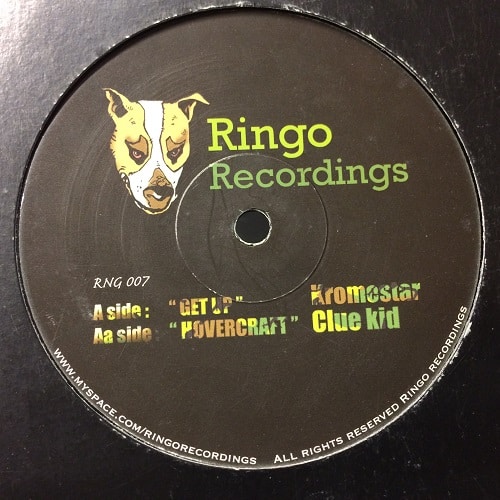 Ringo
Recordings
RNG 007
A side : " GET UP " Kromestar
Aa side " HOVERCRAFT " Clue kid
www.myspace.com/ringorecordings All rights reserved Ringo recordings